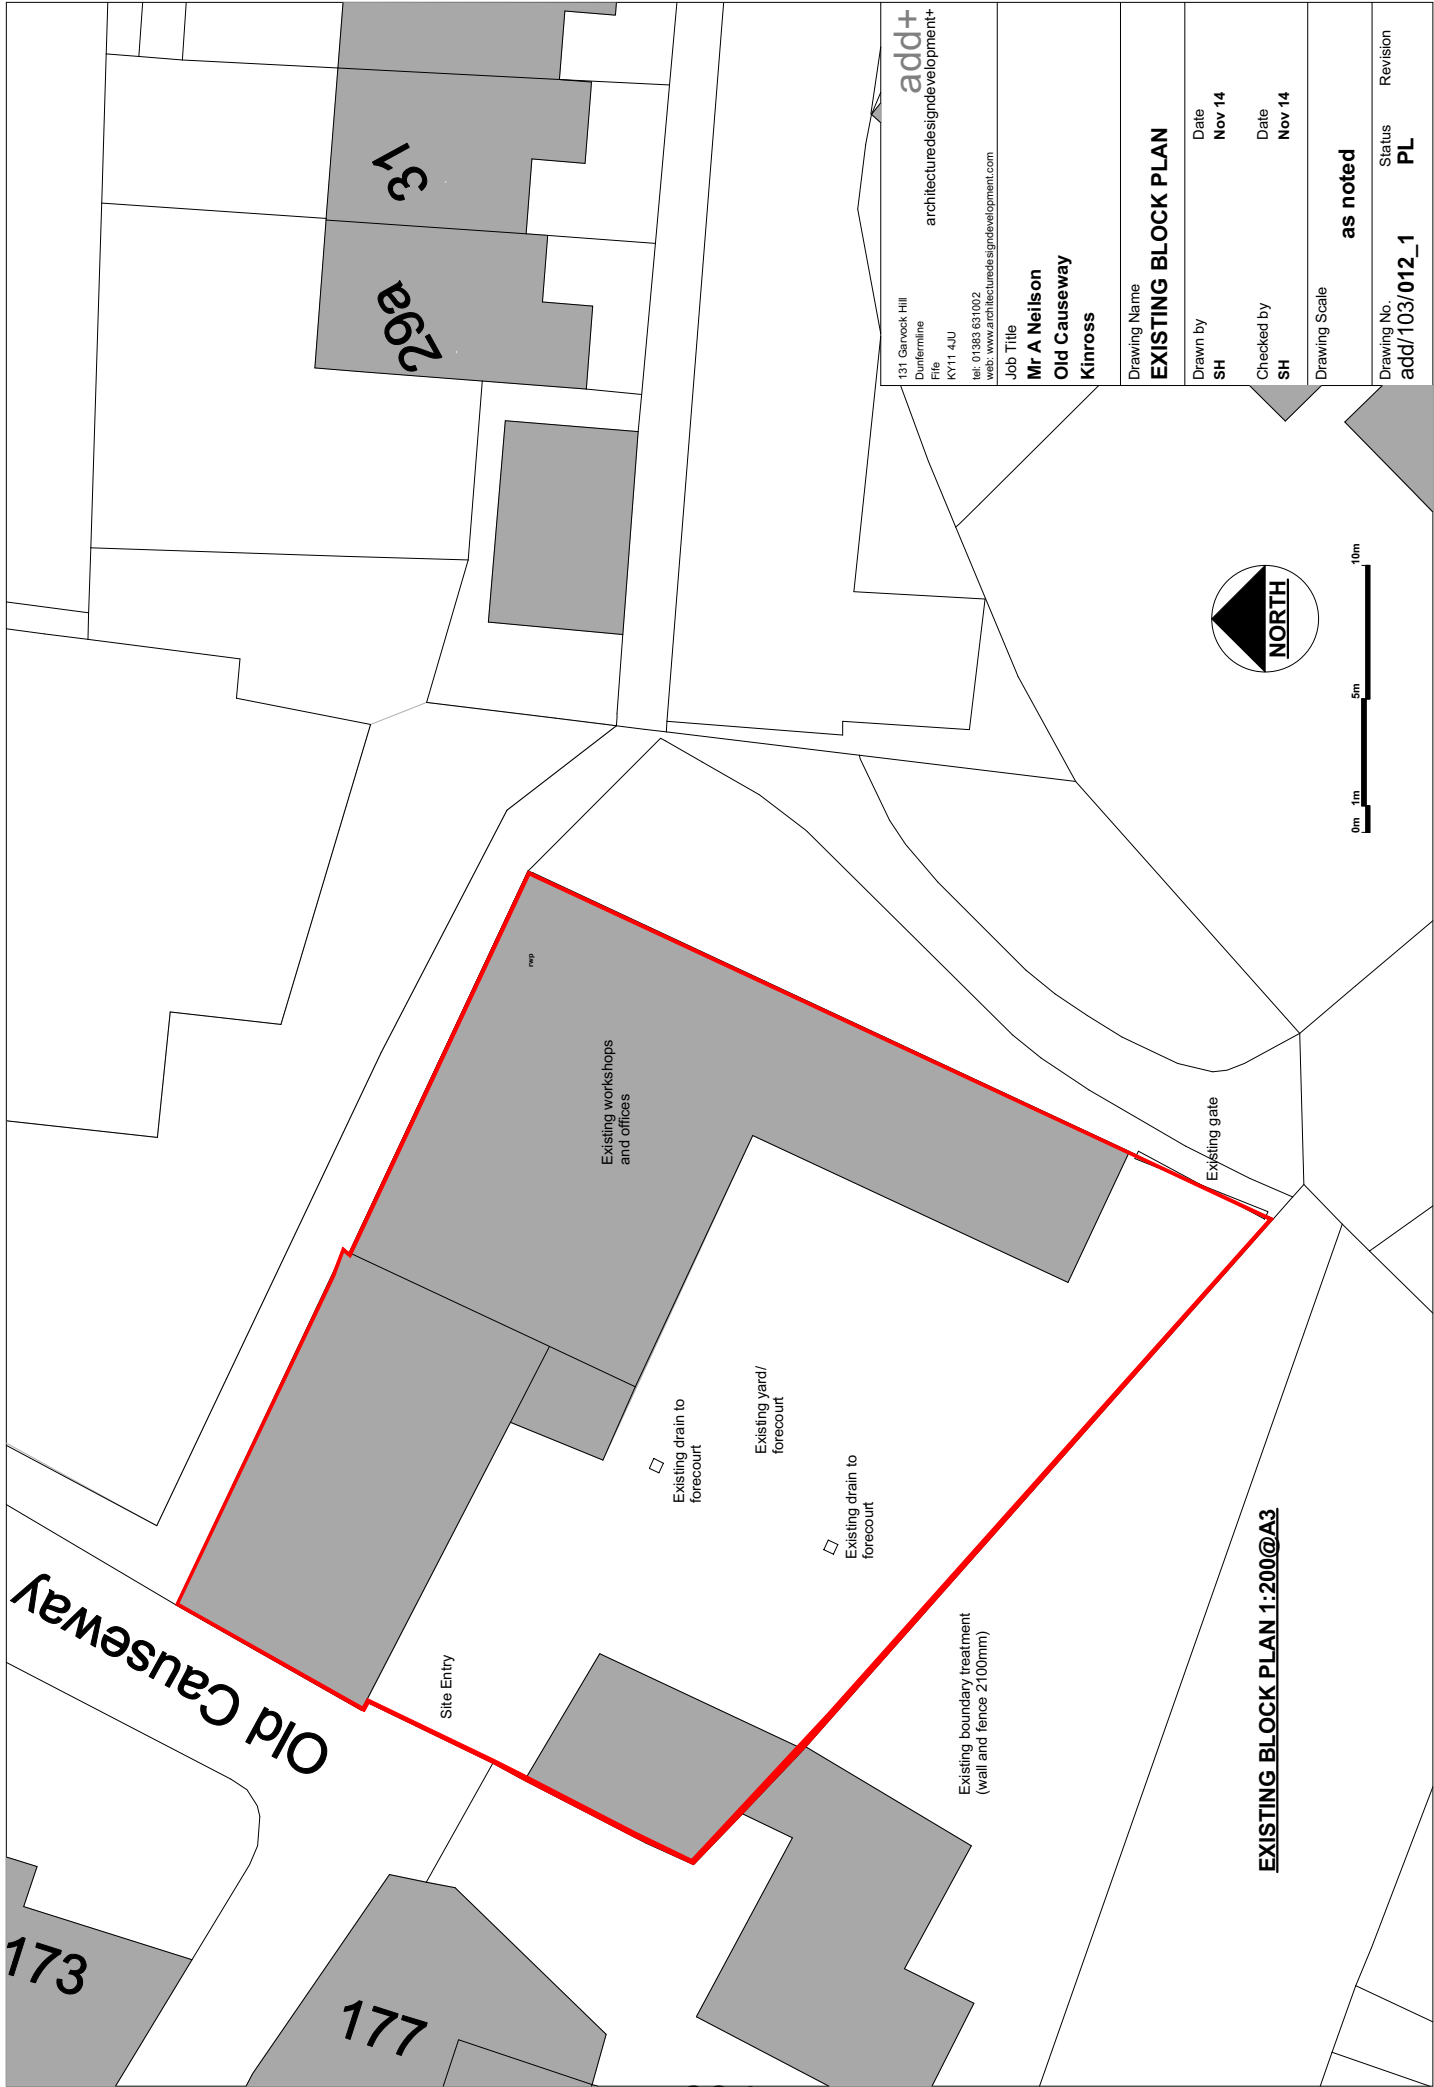 173
177
Old Causeway
29a
31
Site Entry
rwp
Existing workshops
and offices
Existing drain to
forecourt
Existing yard/
forecourt
Existing drain to
forecourt
Existing boundary treatment
(wall and fence 2100mm)
Existing gate
EXISTING BLOCK PLAN 1:200@A3
NORTH
0m 1m 5m 10m
add+
architecturedesigndevelopment+
131 Garvock Hill
Dunfermline
Fife
KY11 4JU
tel: 01383 631002
web: www.architecturedesigndevelopment.com
Job Title
Mr A Neilson
Old Causeway
Kinross
Drawing Name
EXISTING BLOCK PLAN
Drawn by Date
SH Nov 14
Checked by Date
SH Nov 14
Drawing Scale
as noted
Drawing No. Status Revision
add/103/012_1 PL